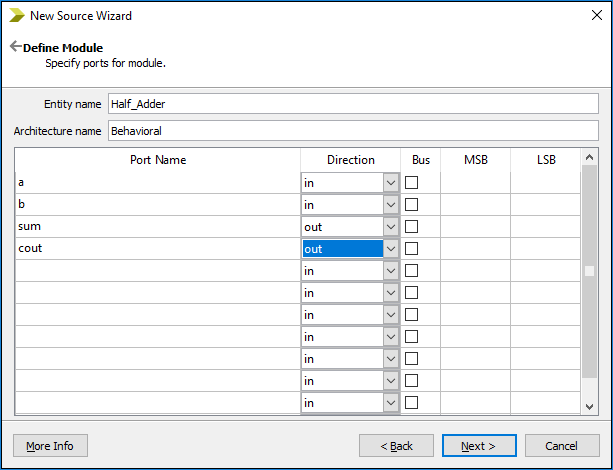 New Source Wizard
Define Module
Specify ports for module.
Entity name Half_Adder
Architecture name Behavioral
Port Name Direction Bus MSB LSB
a in
b in
sum out
cout out
in
in
in
in
in
in
in
More Info < Back Next > Cancel